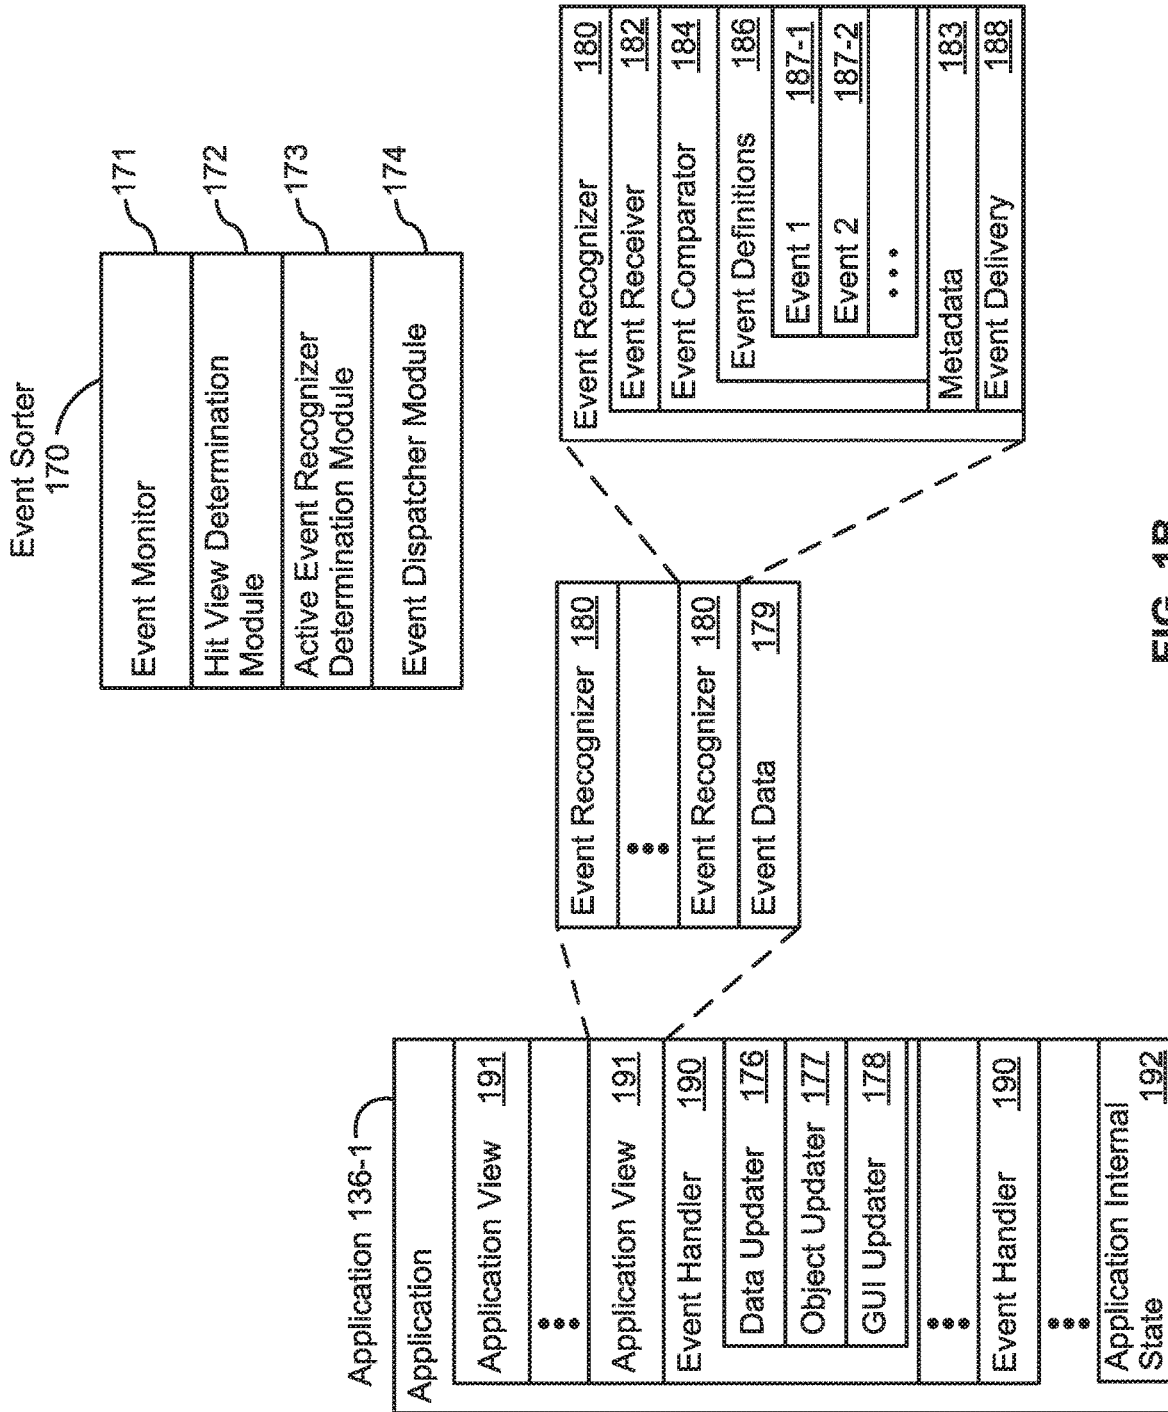 Event Sorter
170
Event Monitor
171
Hit View Determination
Module
172
Active Event Recognizer
Determination Module
173
Event Dispatcher Module
174
Application 136-1
Application
Application View 191
Application View 191
Event Handler 190
Data Updater 176
Object Updater 177
GUI Updater 178
Event Handler 190
Application Internal
State 192
Event Recognizer 180
Event Recognizer 180
Event Data 179
Event Recognizer 180
Event Receiver 182
Event Comparator 184
Event Definitions 186
Event 1 187-1
Event 2 187-2
Metadata 183
Event Delivery 188
FIG. 1B